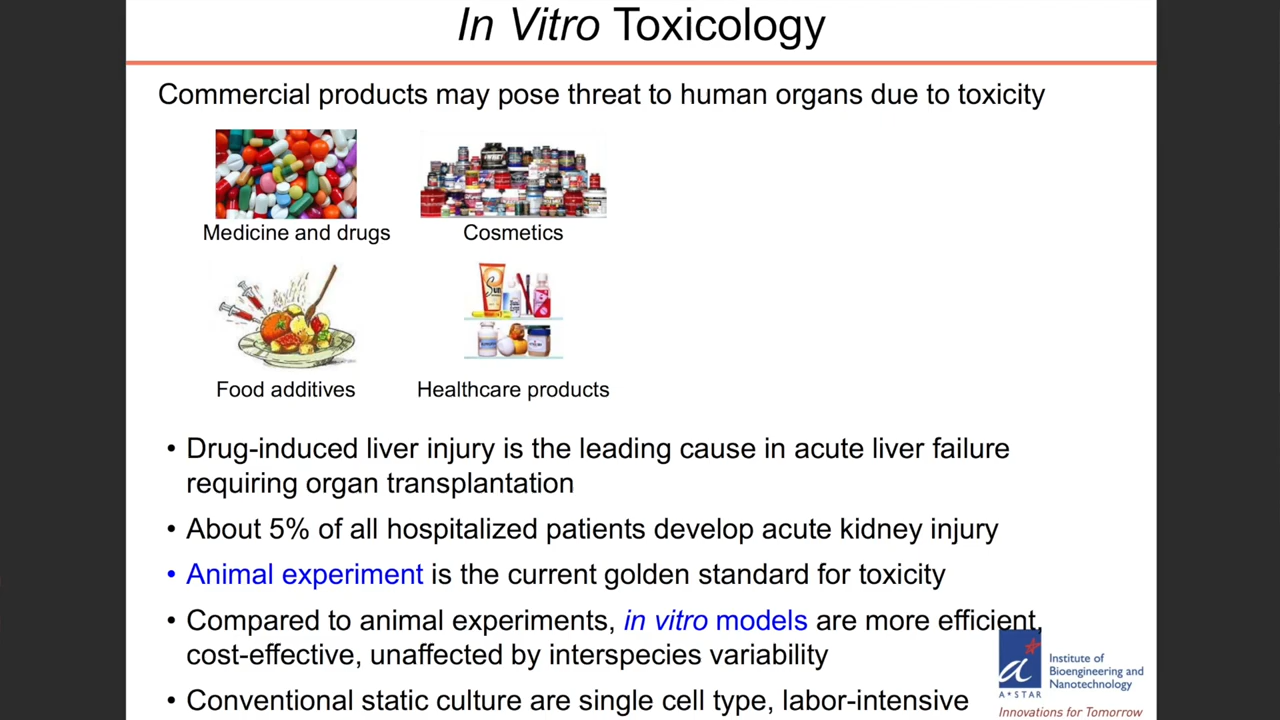 In Vitro Toxicology
Commercial products may pose threat to human organs due to toxicity
Medicine and drugs
Cosmetics
Food additives
Sun
Healthcare products
• Drug-induced liver injury is the leading cause in acute liver failure
requiring organ transplantation
• About 5% of all hospitalized patients develop acute kidney injury
• Animal experiment is the current golden standard for toxicity
• Compared to animal experiments, in vitro models are more efficient,
cost-effective, unaffected by interspecies variability
• Conventional static culture are single cell type, labor-intensive
a
A★STAR
Institute of
Bioengineering and
Nanotechnology
Innovations for Tomorrow